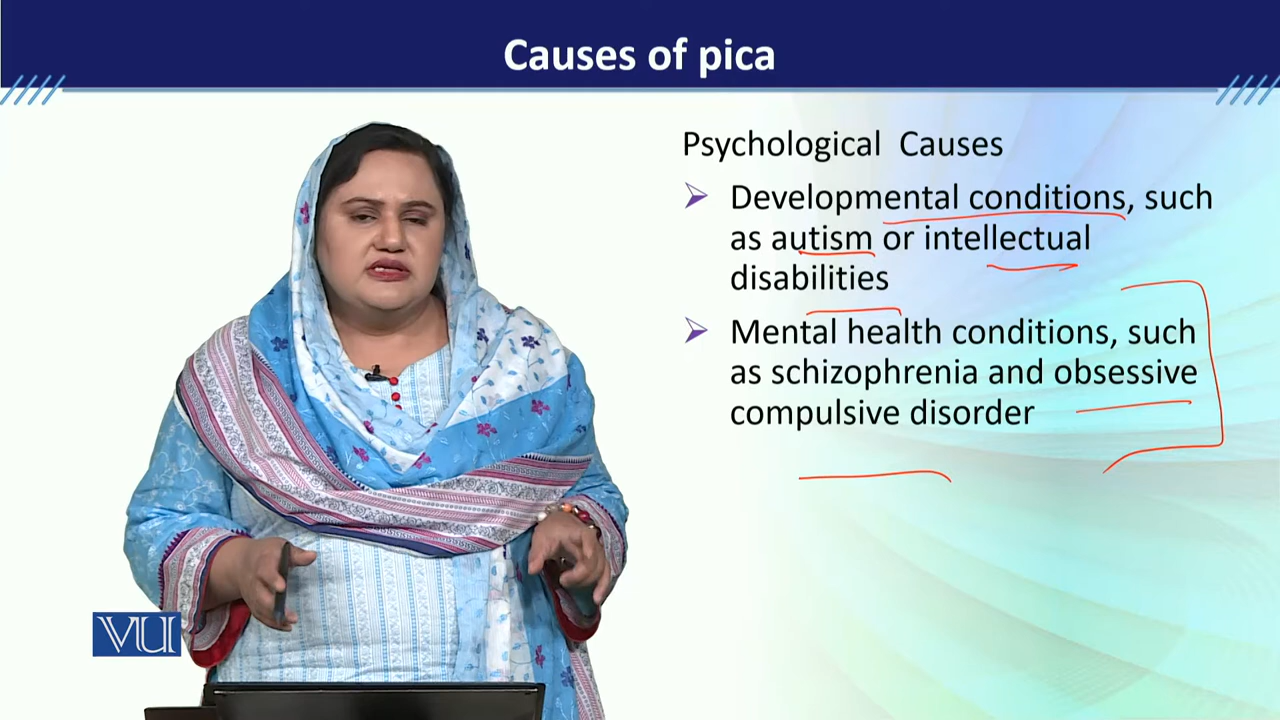 Causes of pica
Psychological Causes
➢ Developmental conditions, such
as autism or intellectual
disabilities
➢ Mental health conditions, such
as schizophrenia and obsessive
compulsive disorder
VU